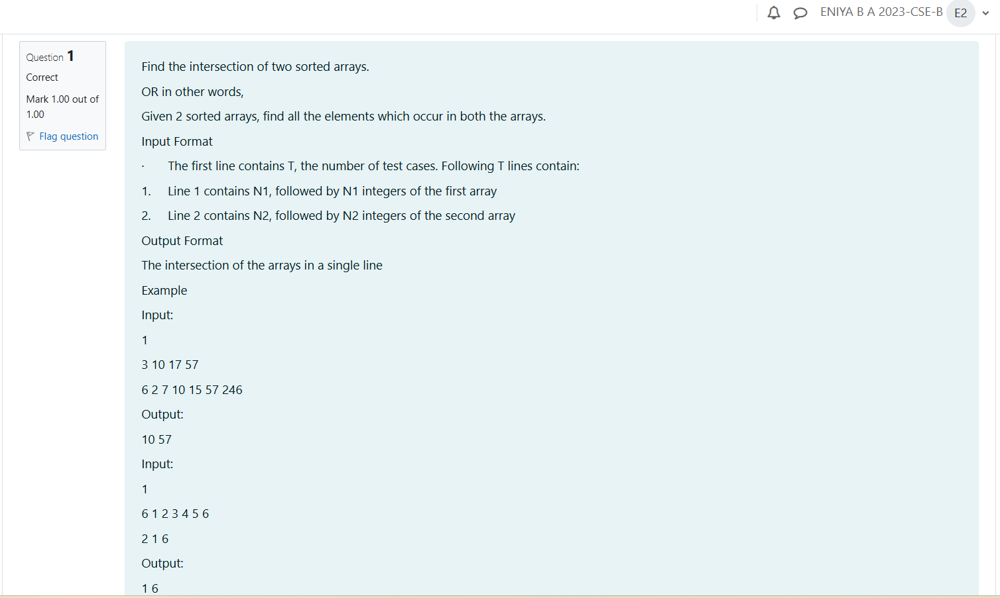 ENIYA B A 2023-CSE-B E2
Question 1
Correct
Mark 1.00 out of
1.00
Flag question
Find the intersection of two sorted arrays.
OR in other words,
Given 2 sorted arrays, find all the elements which occur in both the arrays.
Input Format
· The first line contains T, the number of test cases. Following T lines contain:
1. Line 1 contains N1, followed by N1 integers of the first array
2. Line 2 contains N2, followed by N2 integers of the second array
Output Format
The intersection of the arrays in a single line
Example
Input:
1
3 10 17 57
6 2 7 10 15 57 246
Output:
10 57
Input:
1
6 1 2 3 4 5 6
2 1 6
Output:
1 6